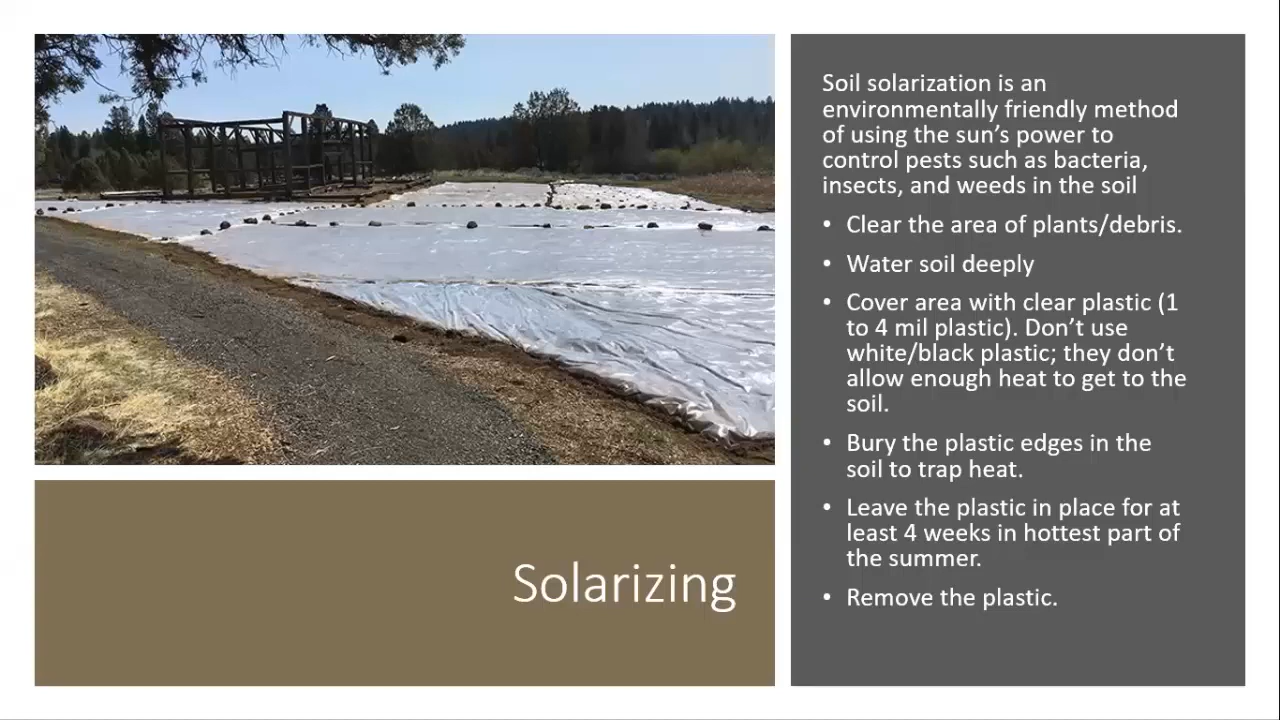 Soil solarization is an
environmentally friendly method
of using the sun’s power to
control pests such as bacteria,
insects, and weeds in the soil
• Clear the area of plants/debris.
• Water soil deeply
• Cover area with clear plastic (1
to 4 mil plastic). Don’t use
white/black plastic; they don’t
allow enough heat to get to the
soil.
• Bury the plastic edges in the
soil to trap heat.
• Leave the plastic in place for at
least 4 weeks in hottest part of
the summer.
• Remove the plastic.
Solarizing